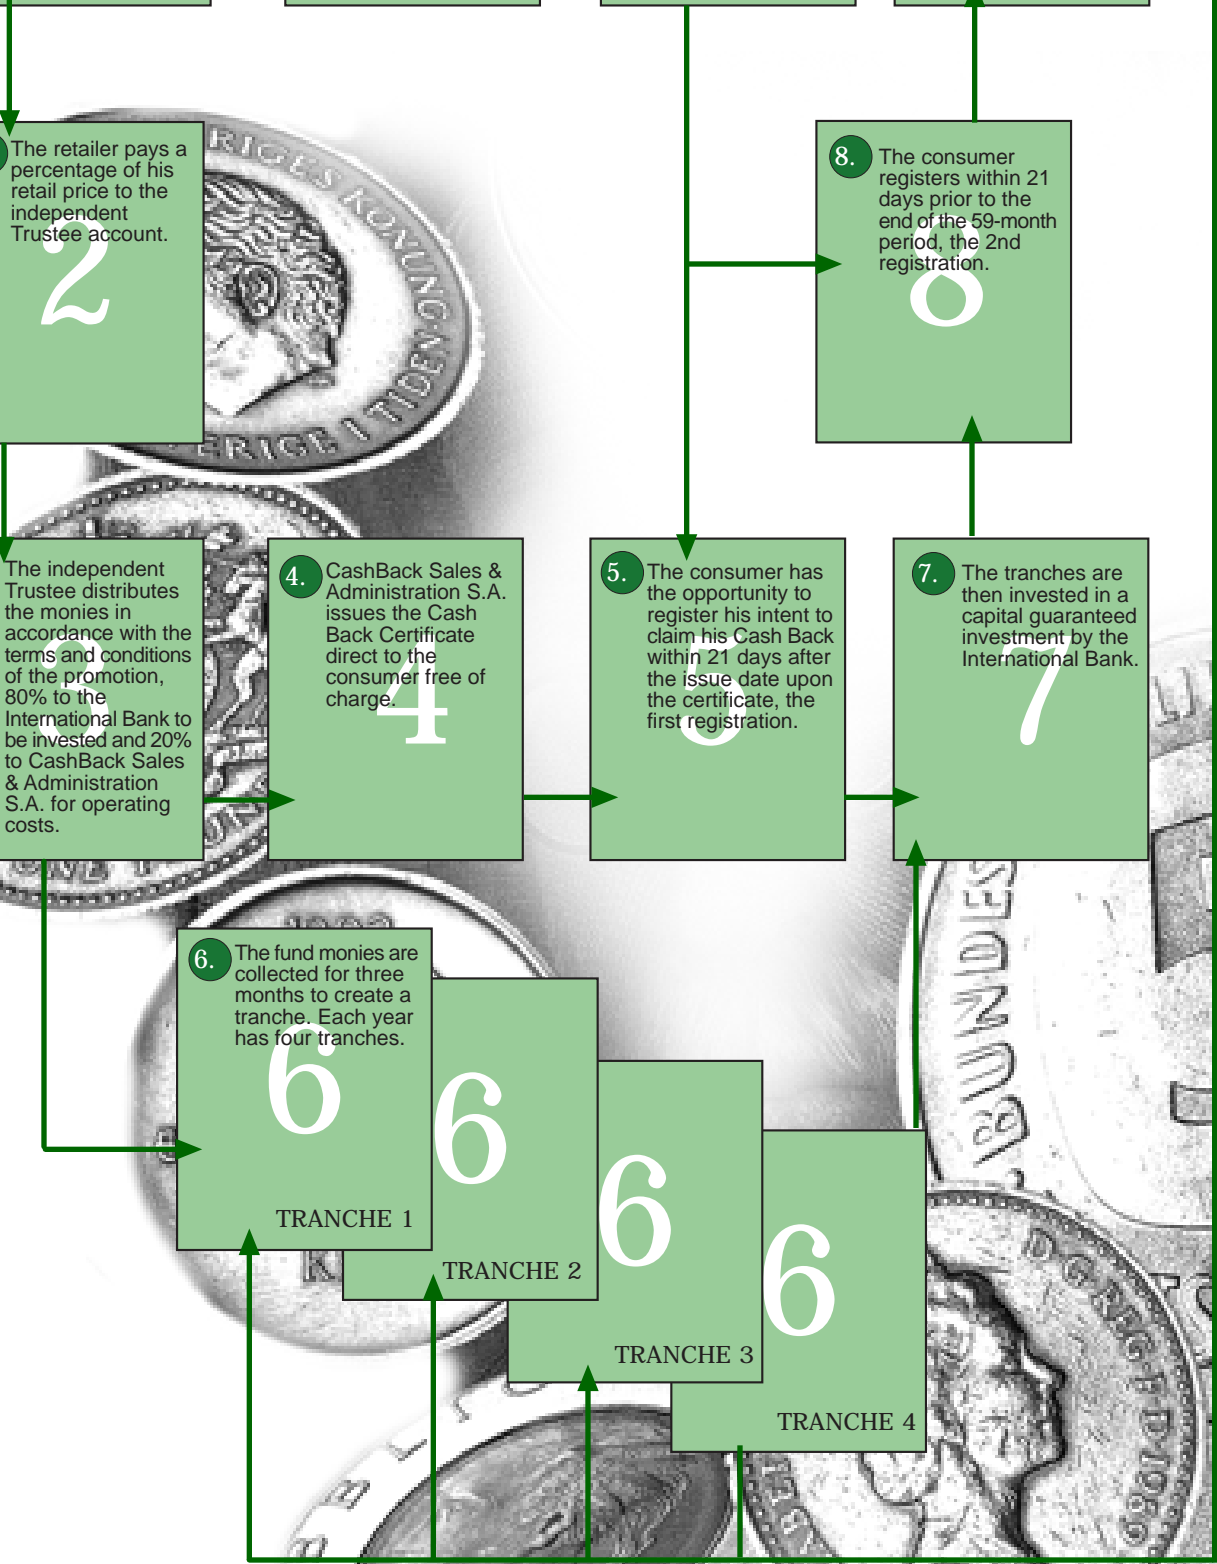 The retailer pays a
percentage of his
retail price to the
independent
Trustee account.
2
8.
The consumer
registers within 21
days prior to the
end of the 59-month
period, the 2nd
registration.
8
The independent
Trustee distributes
the monies in
accordance with the
terms and conditions
of the promotion,
80% to the
International Bank to
be invested and 20%
to CashBack Sales
& Administration
S.A. for operating
costs.
3
4.
CashBack Sales &
Administration S.A.
issues the Cash
Back Certificate
direct to the
consumer free of
charge.
4
5.
The consumer has
the opportunity to
register his intent to
claim his Cash Back
within 21 days after
the issue date upon
the certificate, the
first registration.
5
7.
The tranches are
then invested in a
capital guaranteed
investment by the
International Bank.
7
6.
The fund monies are
collected for three
months to create a
tranche. Each year
has four tranches.
6
TRANCHE 1
6
TRANCHE 2
6
TRANCHE 3
6
TRANCHE 4
RIGES KONUNG
ERIGE I TIDEN
BUNDES
D·G·REG·F·D·1989